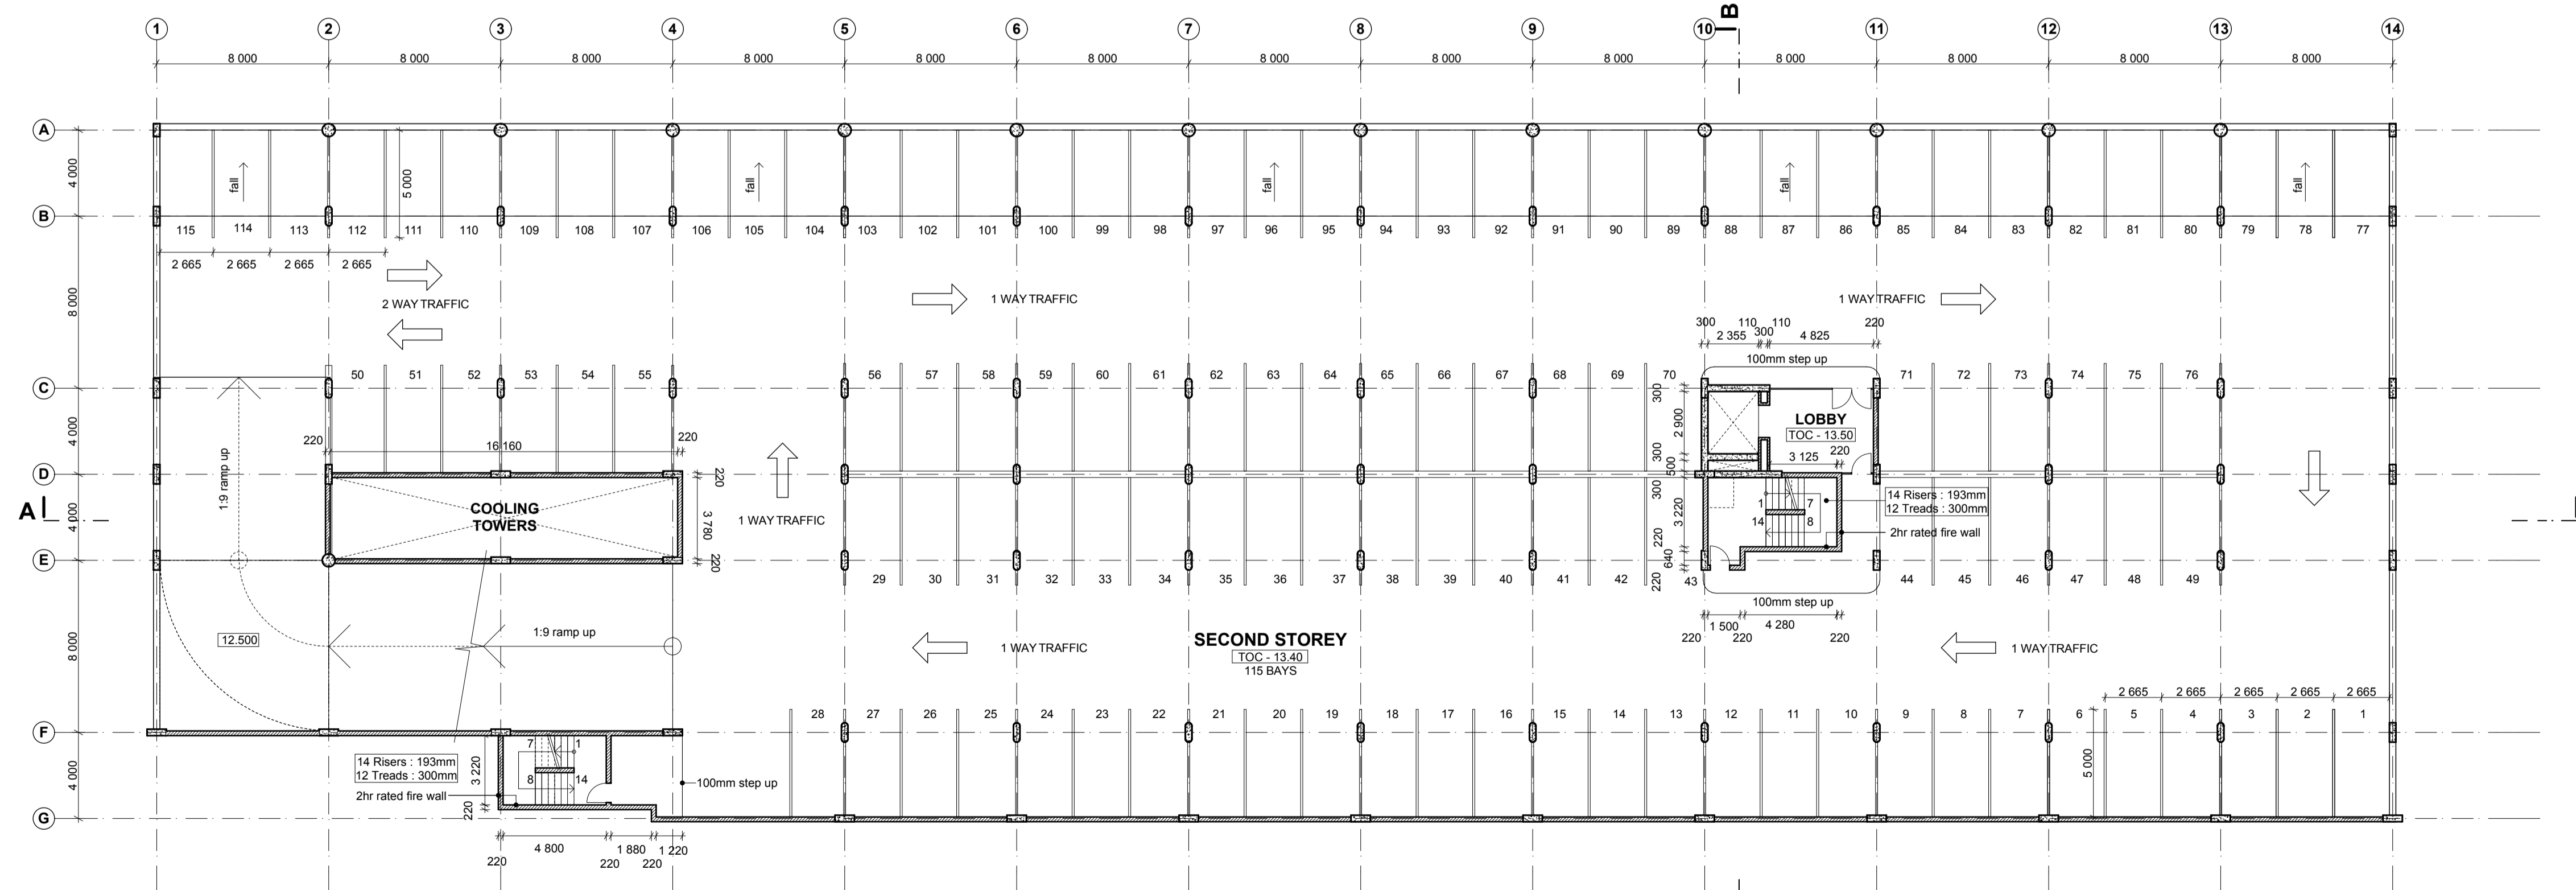 B
1 2 3 4 5 6 7 8 9 10 11 12 13 14
8 000 8 000 8 000 8 000 8 000 8 000 8 000 8 000 8 000 8 000 8 000 8 000 8 000
A
4 000
fall fall fall fall fall
5 000
B
115 114 113 112 111 110 109 108 107 106 105 104 103 102 101 100 99 98 97 96 95 94 93 92 91 90 89 88 87 86 85 84 83 82 81 80 79 78 77
2 665 2 665 2 665 2 665
8 000
2 WAY TRAFFIC
1 WAY TRAFFIC
1 WAY TRAFFIC
300 110 110 220
2 355 300 4 825
100mm step up
50 51 52 53 54 55 56 57 58 59 60 61 62 63 64 65 66 67 68 69 70 71 72 73 74 75 76
C
4 000
300
2 900
300
500
LOBBY
TOC - 13.50
220
3 125
220 16 160 220
1:9 ramp up
D
220
4 000
A
COOLING
TOWERS
3 780
220
1 WAY TRAFFIC
300
3 220
220
640
220
1 7
14 8
14 Risers : 193mm
12 Treads : 300mm
2hr rated fire wall
E
29 30 31 32 33 34 35 36 37 38 39 40 41 42 43 44 45 46 47 48 49
100mm step up
1 500 4 280
220 220 220
8 000
12.500
1:9 ramp up
1 WAY TRAFFIC
SECOND STOREY
TOC - 13.40
115 BAYS
1 WAY TRAFFIC
2 665 2 665 2 665 2 665 2 665
28 27 26 25 24 23 22 21 20 19 18 17 16 15 14 13 12 11 10 9 8 7 6 5 4 3 2 1
F
4 000
14 Risers : 193mm
12 Treads : 300mm
2hr rated fire wall
3 220
220
7 1
8 14
100mm step up
5 000
G
4 800 1 880 1 220
220 220 220